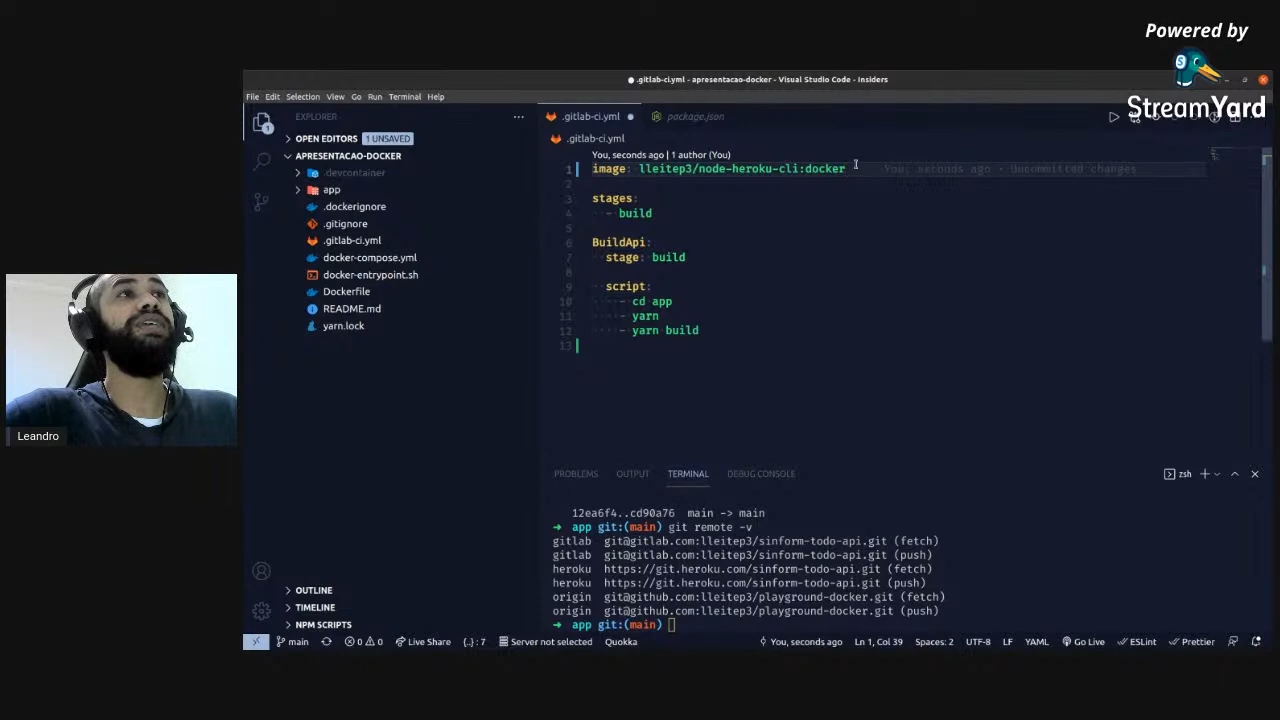 Powered by
StreamYard
.gitlab-ci.yml - apresentacao-docker - Visual Studio Code - Insiders
File Edit Selection View Go Run Terminal Help
EXPLORER
.gitlab-ci.yml
package.json
OPEN EDITORS 1 UNSAVED
.gitlab-ci.yml
APRESENTACAO-DOCKER
You, seconds ago | 1 author (You)
.devcontainer
app
.dockerignore
.gitignore
.gitlab-ci.yml
docker-compose.yml
docker-entrypoint.sh
Dockerfile
README.md
yarn.lock
1 image: lleitep3/node-heroku-cli:docker You, seconds ago · Uncommitted changes
2
3 stages:
4 - build
5
6 BuildApi:
7 stage: build
8
9 script:
10 - cd app
11 - yarn
12 - yarn build
13
Leandro
PROBLEMS OUTPUT TERMINAL DEBUG CONSOLE
zsh
12ea6f4..cd90a76 main -> main
➜ app git:(main) git remote -v
gitlab git@gitlab.com:lleitep3/sinform-todo-api.git (fetch)
gitlab git@gitlab.com:lleitep3/sinform-todo-api.git (push)
heroku https://git.heroku.com/sinform-todo-api.git (fetch)
heroku https://git.heroku.com/sinform-todo-api.git (push)
origin git@github.com:lleitep3/playground-docker.git (fetch)
origin git@github.com:lleitep3/playground-docker.git (push)
➜ app git:(main)
OUTLINE
TIMELINE
NPM SCRIPTS
main 0 0 Live Share {..} : 7 Server not selected Quokka You, seconds ago Ln 1, Col 39 Spaces: 2 UTF-8 LF YAML Go Live ESLint Prettier